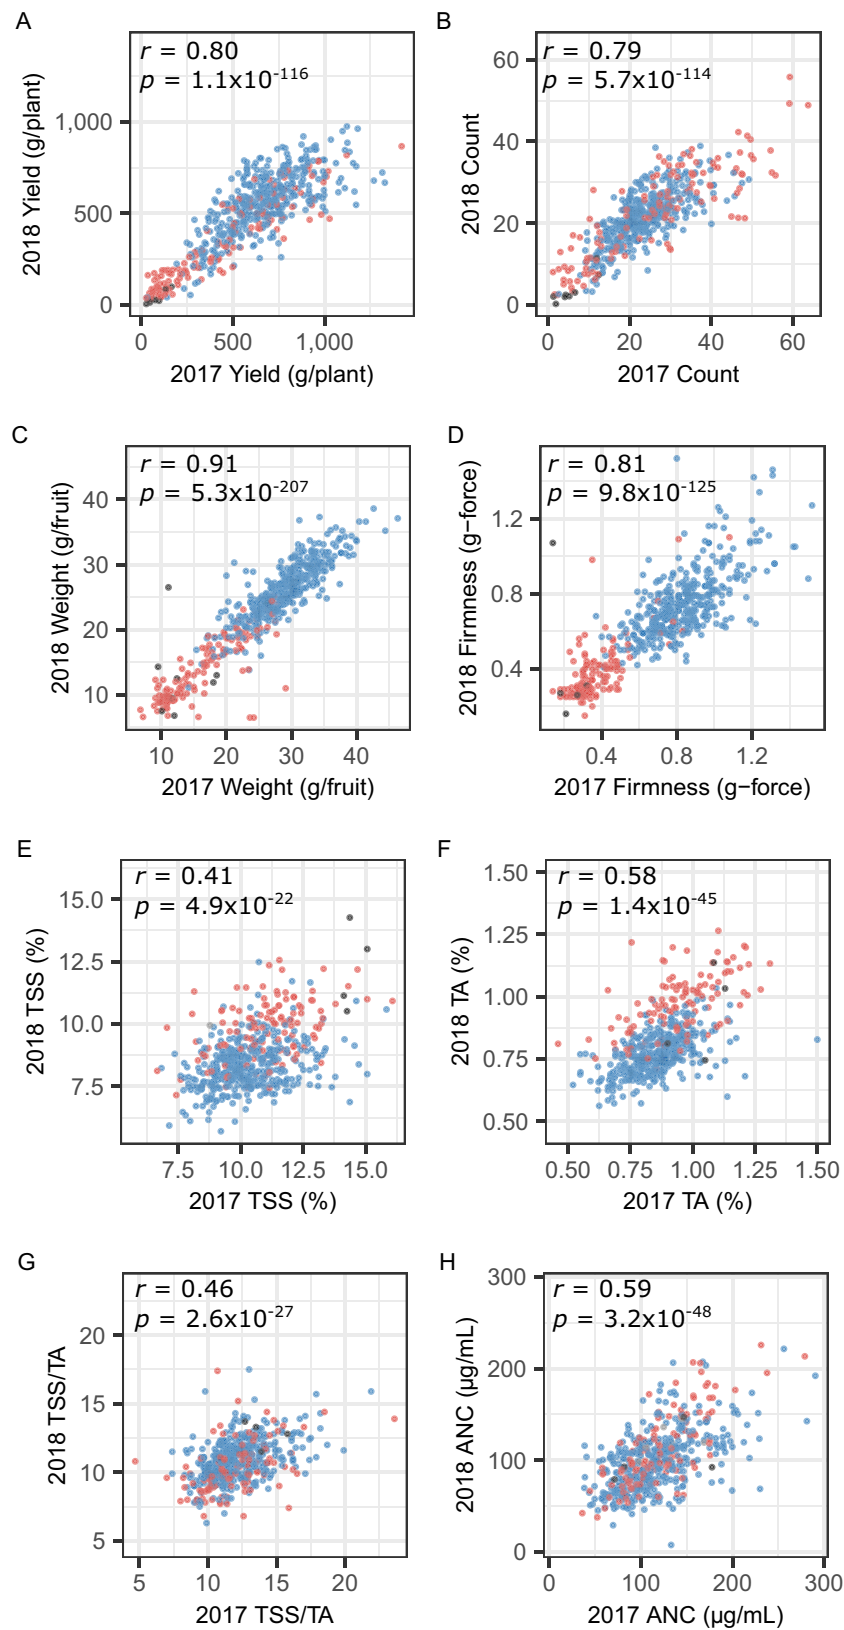 A
r = 0.80
p = 1.1x10-116
1,000
500
0
0 500 1,000
2018 Yield (g/plant)
2017 Yield (g/plant)
B
r = 0.79
p = 5.7x10-114
60
40
20
0
0 20 40 60
2018 Count
2017 Count
C
r = 0.91
p = 5.3x10-207
40
30
20
10
10 20 30 40
2018 Weight (g/fruit)
2017 Weight (g/fruit)
D
r = 0.81
p = 9.8x10-125
1.2
0.8
0.4
0.4 0.8 1.2
2018 Firmness (g−force)
2017 Firmness (g−force)
E
r = 0.41
p = 4.9x10-22
15.0
12.5
10.0
7.5
7.5 10.0 12.5 15.0
2018 TSS (%)
2017 TSS (%)
F
r = 0.58
p = 1.4x10-45
1.50
1.25
1.00
0.75
0.50
0.50 0.75 1.00 1.25 1.50
2018 TA (%)
2017 TA (%)
G
r = 0.46
p = 2.6x10-27
20
15
10
5
5 10 15 20
2018 TSS/TA
2017 TSS/TA
H
r = 0.59
p = 3.2x10-48
300
200
100
0
0 100 200 300
2018 ANC (µg/mL)
2017 ANC (µg/mL)